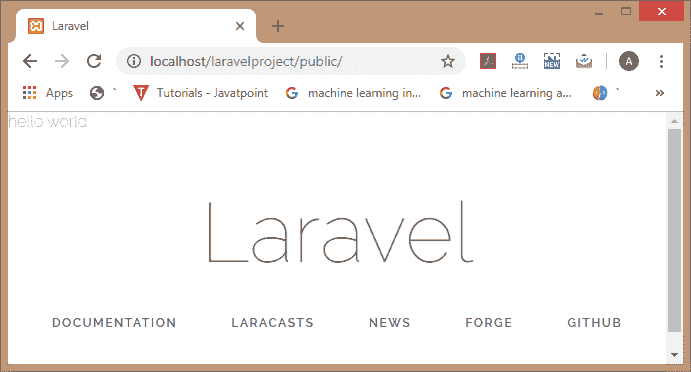 Laravel
localhost/laravelproject/public/
A
NEW
Apps
Tutorials - Javatpoint
machine learning in...
machine learning a...
»
hello world
Laravel
DOCUMENTATION LARACASTS NEWS FORGE GITHUB